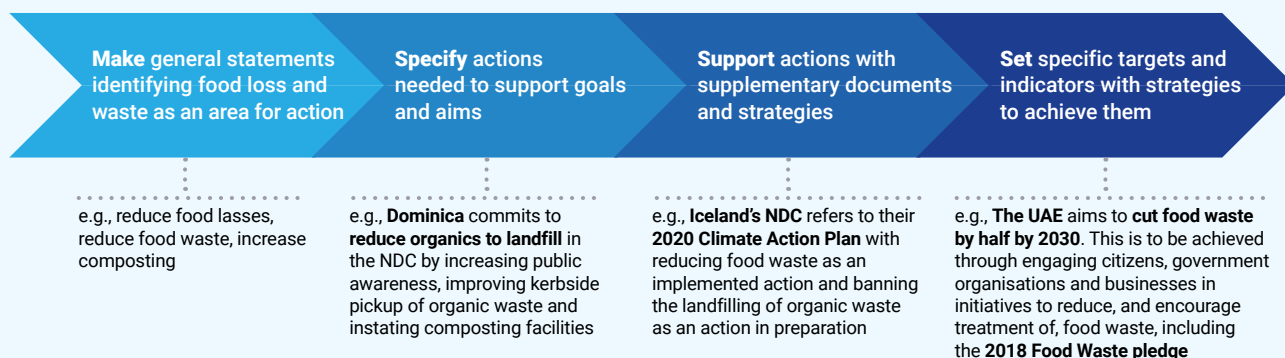 Make general statements
identifying food loss and
waste as an area for action
Specify actions
needed to support goals
and aims
Support actions with
supplementary documents
and strategies
Set specific targets and
indicators with strategies
to achieve them
e.g., reduce food lasses,
reduce food waste, increase
composting
e.g., Dominica commits to
reduce organics to landfill in
the NDC by increasing public
awareness, improving kerbside
pickup of organic waste and
instating composting facilities
e.g., Iceland's NDC refers to their
2020 Climate Action Plan with
reducing food waste as an
implemented action and banning
the landfilling of organic waste
as an action in preparation
e.g., The UAE aims to cut food waste
by half by 2030. This is to be achieved
through engaging citizens, government
organisations and businesses in
initiatives to reduce, and encourage
treatment of, food waste, including
the 2018 Food Waste pledge